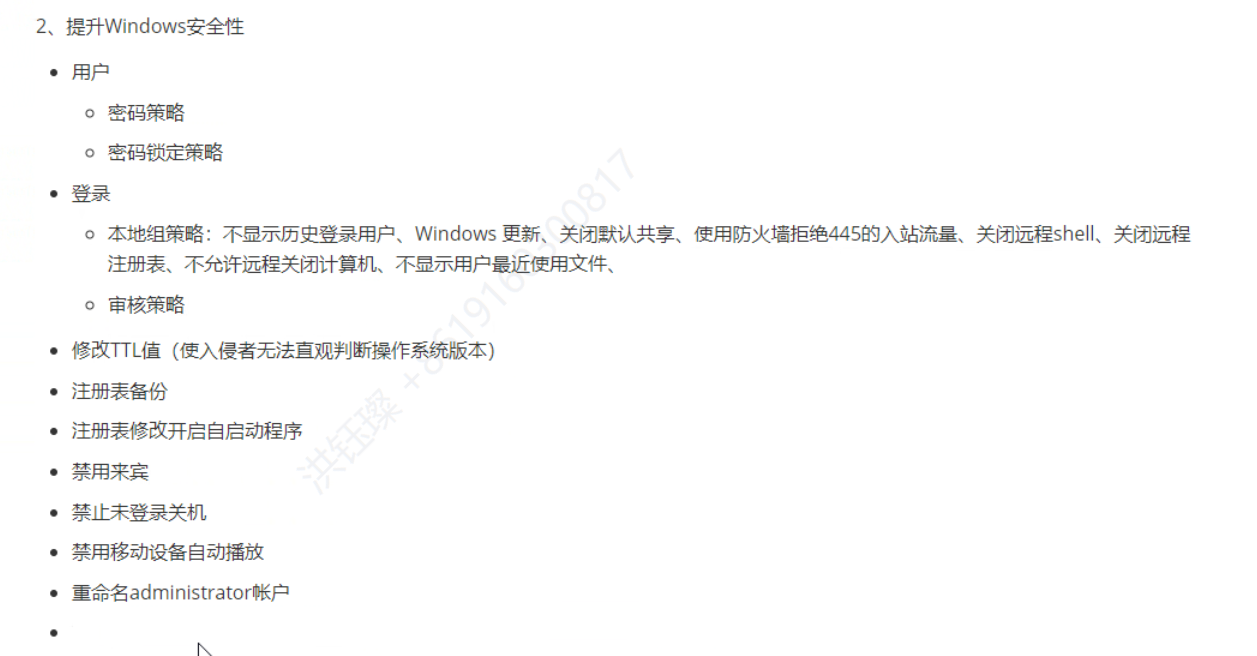 2、提升Windows安全性
用户
密码策略
密码锁定策略
登录
本地组策略：不显示历史登录用户、Windows 更新、关闭默认共享、使用防火墙拒绝445的入站流量、关闭远程shell、关闭远程
注册表、不允许远程关闭计算机、不显示用户最近使用文件、
审核策略
修改TTL值（使入侵者无法直观判断操作系统版本）
注册表备份
注册表修改开启自启动程序
禁用来宾
禁止未登录关机
禁用移动设备自动播放
重命名administrator帐户
洪钰璨